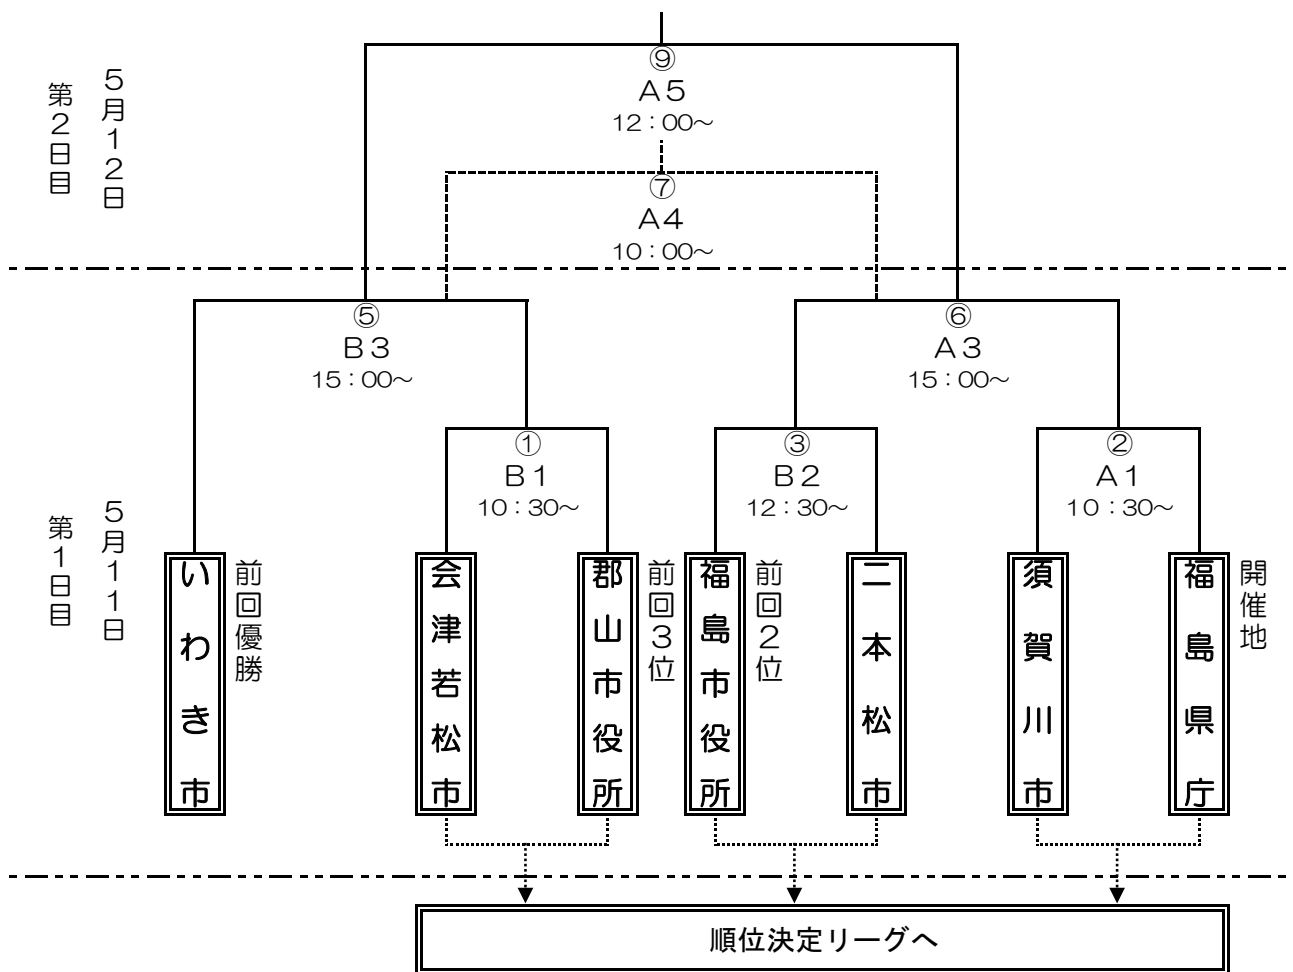 ⑨
A5
12：00～
第2日目
5月12日
⑦
A4
10：00～
⑤
B3
15：00～
⑥
A3
15：00～
①
B1
10：30～
③
B2
12：30～
②
A1
10：30～
第1日目
5月11日
いわき市
前回優勝
会津若松市
郡山市役所
前回3位
福島市役所
前回2位
二本松市
須賀川市
福島県庁
開催地
順位決定リーグへ